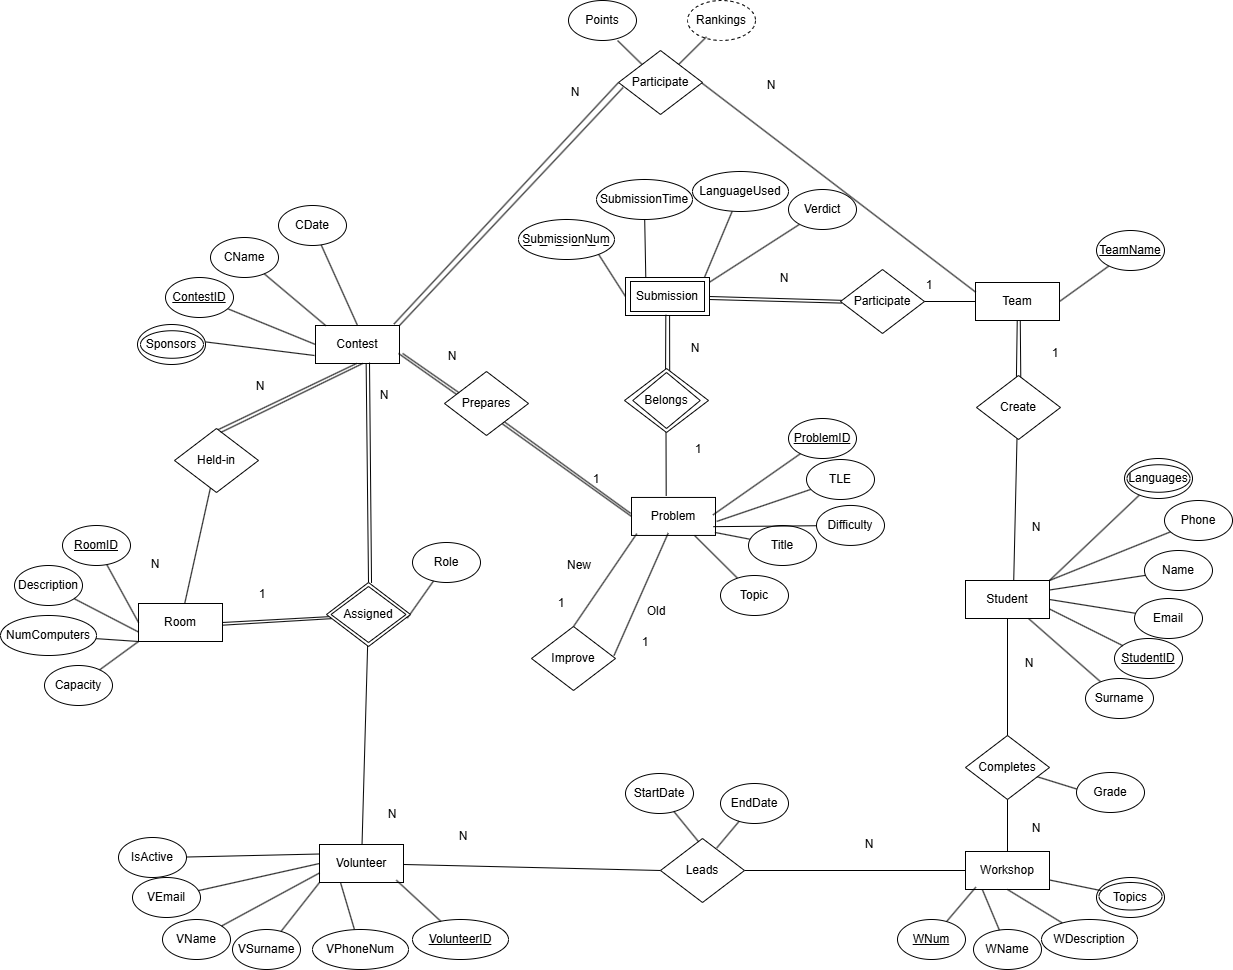 Points
Rankings
Participate
N
N
SubmissionTime
LanguageUsed
Verdict
SubmissionNum
CDate
CName
ContestID
Sponsors
Contest
Submission
N
Participate
1
Team
TeamName
N
N
N
Prepares
N
Belongs
1
Create
Held-in
1
1
ProblemID
TLE
Difficulty
Title
Topic
Problem
Languages
Phone
Name
Email
StudentID
Surname
Student
N
N
RoomID
Description
NumComputers
Capacity
Room
N
1
Assigned
Role
New
1
Old
1
Improve
N
Completes
Grade
N
StartDate
EndDate
Leads
N
N
N
IsActive
VEmail
VName
VSurname
VPhoneNum
VolunteerID
Volunteer
Workshop
Topics
WNum
WName
WDescription